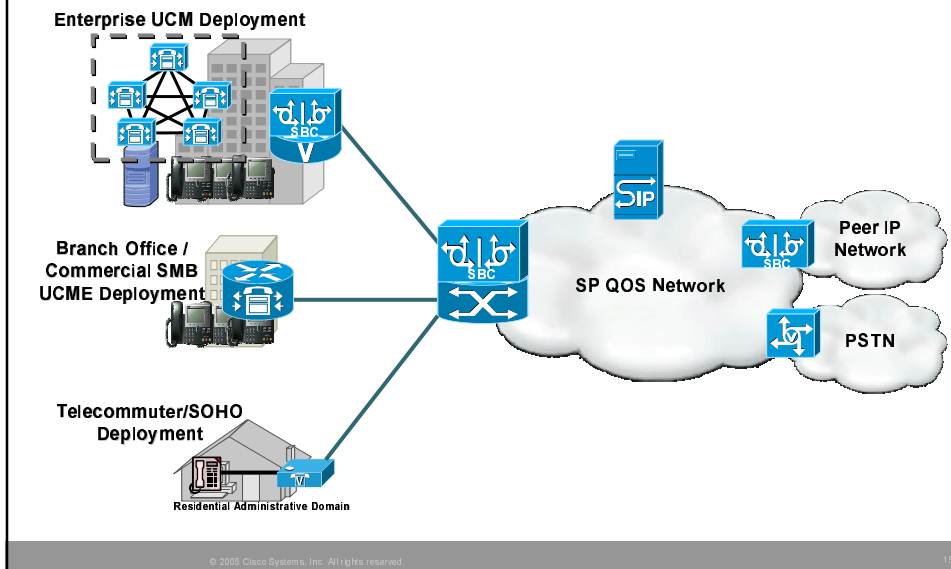 Enterprise UCM Deployment
SBC
V
SIP
Branch Office /
Commercial SMB
UCME Deployment
SBC
SP QOS Network
SBC
Peer IP
Network
V
PSTN
Telecommuter/SOHO
Deployment
V
Residential Administrative Domain
© 2005 Cisco Systems, Inc. All rights reserved.
15